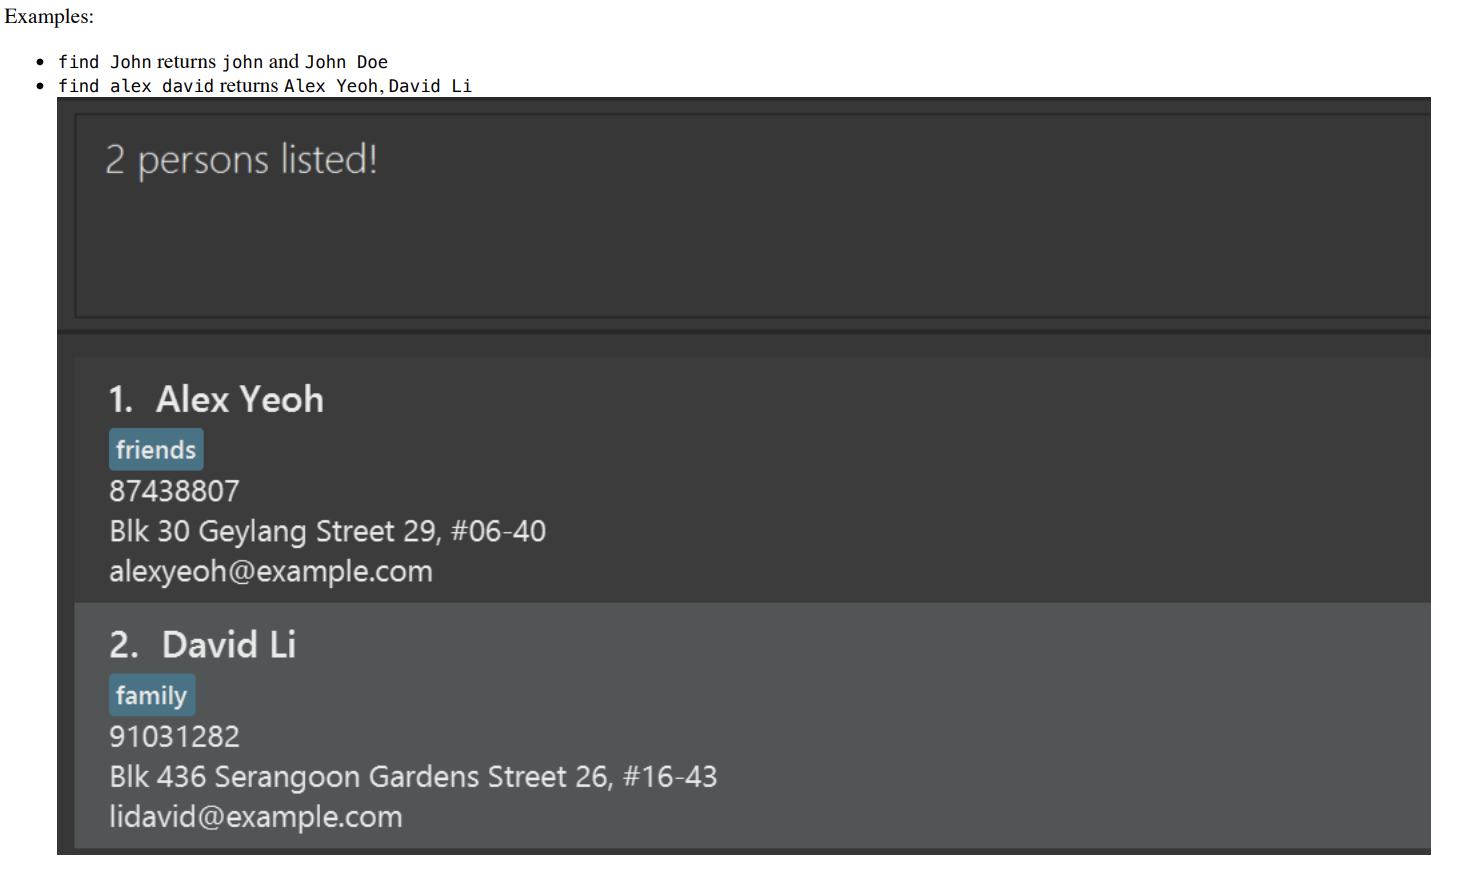 Examples:
find John returns john and John Doe
find alex david returns Alex Yeoh, David Li
2 persons listed!
1. Alex Yeoh
friends
87438807
Blk 30 Geylang Street 29, #06-40
alexyeoh@example.com
2. David Li
family
91031282
Blk 436 Serangoon Gardens Street 26, #16-43
lidavid@example.com